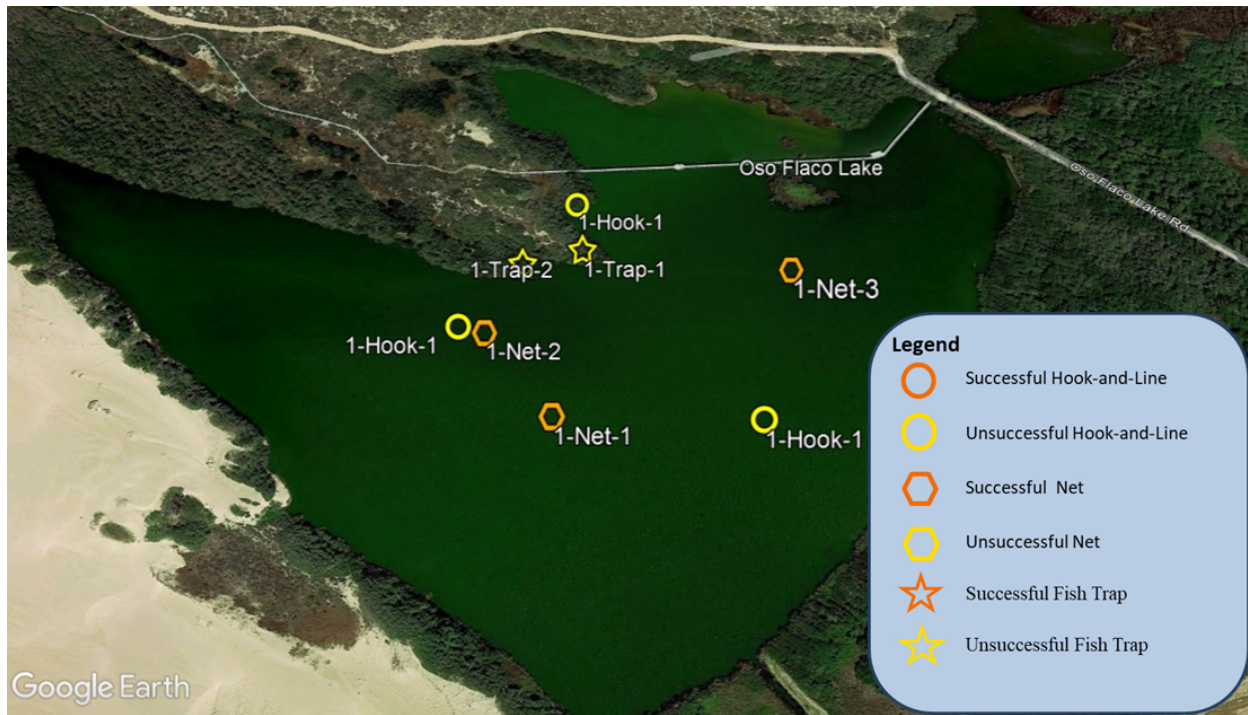 Oso Flaco Lake
Oso Flaco Lake Rd
1-Hook-1
1-Trap-2
1-Trap-1
1-Net-3
1-Hook-1
1-Net-2
1-Net-1
1-Hook-1
Legend
Successful Hook-and-Line
Unsuccessful Hook-and-Line
Successful Net
Unsuccessful Net
Successful Fish Trap
Unsuccessful Fish Trap
Google Earth